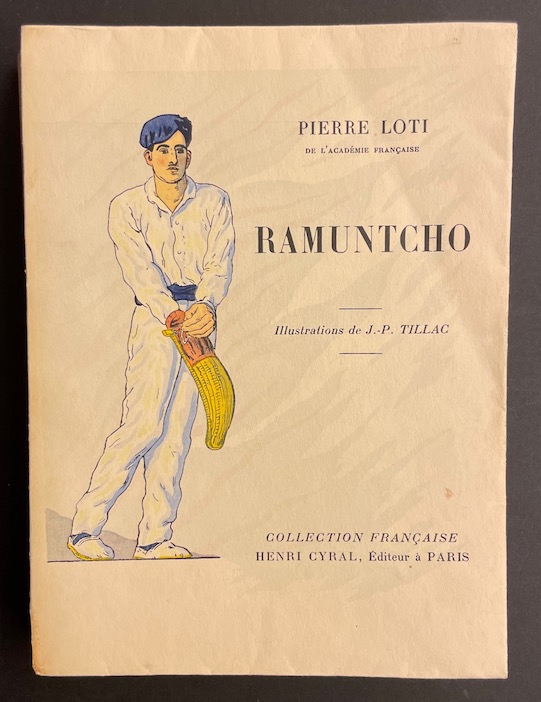 PIERRE LOTI
DE L'ACADÉMIE FRANÇAISE
RAMUNTCHO
Illustrations de J.-P. TILLAC
COLLECTION FRANÇAISE
HENRI CYRAL, Éditeur à PARIS